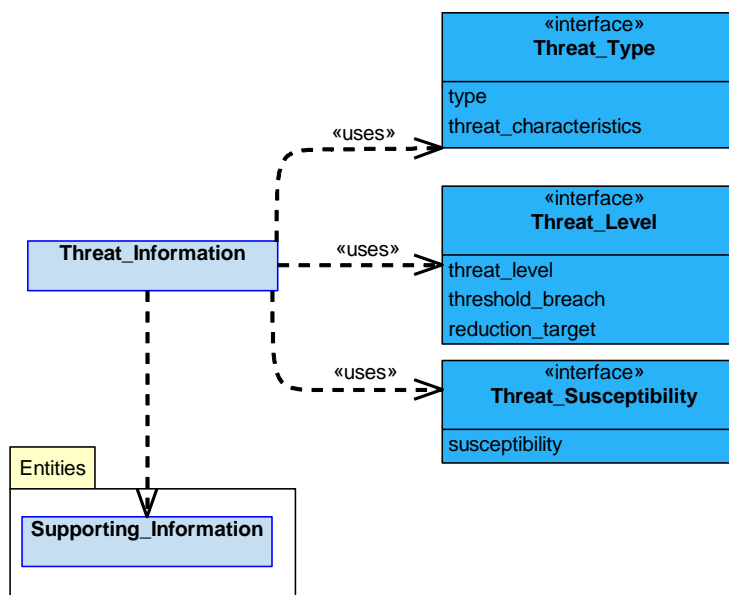 «interface»
Threat_Type
type
threat_characteristics
«uses»
«interface»
Threat_Level
threat_level
threshold_breach
reduction_target
«uses»
Threat_Information
«uses»
«interface»
Threat_Susceptibility
susceptibility
Entities
Supporting_Information